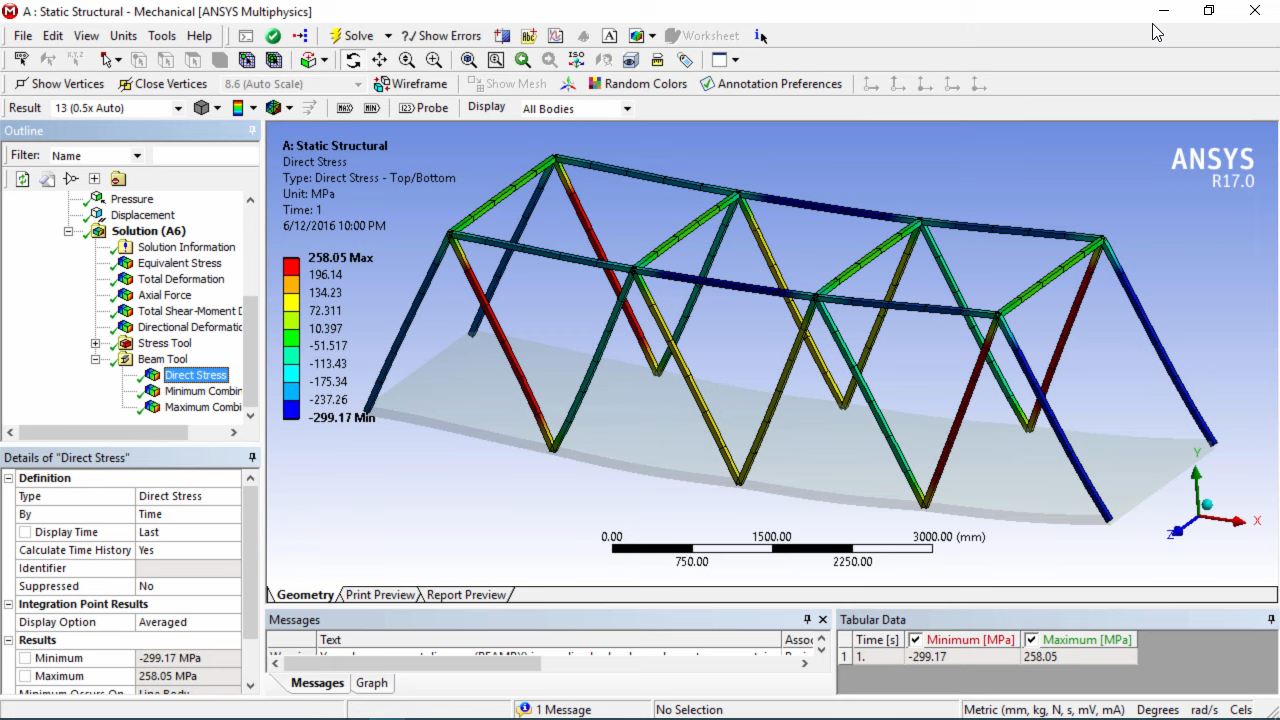 A : Static Structural - Mechanical [ANSYS Multiphysics]
File Edit View Units Tools Help Solve ?/ Show Errors Worksheet
Show Vertices Close Vertices 8.6 (Auto Scale) Wireframe Show Mesh Random Colors Annotation Preferences
Result 13 (0.5x Auto) MAX MIN 123 Probe Display All Bodies
Outline
Filter: Name
Pressure
Displacement
Solution (A6)
Solution Information
Equivalent Stress
Total Deformation
Axial Force
Total Shear-Moment D
Directional Deformatic
Stress Tool
Beam Tool
Direct Stress
Minimum Combin
Maximum Combi
Details of "Direct Stress"
Definition
Type Direct Stress
By Time
Display Time Last
Calculate Time History Yes
Identifier
Suppressed No
Integration Point Results
Display Option Averaged
Results
Minimum -299.17 MPa
Maximum 258.05 MPa
Minimum Occurs On Line Body
A: Static Structural
Direct Stress
Type: Direct Stress - Top/Bottom
Unit: MPa
Time: 1
6/12/2016 10:00 PM
258.05 Max
196.14
134.23
72.311
10.397
-51.517
-113.43
-175.34
-237.26
-299.17 Min
ANSYS
R17.0
0.00 1500.00 3000.00 (mm)
750.00 2250.00
Y
X
Z
Geometry Print Preview Report Preview
Messages
Text Assoc
Messages Graph
Tabular Data
Time [s] Minimum [MPa] Maximum [MPa]
1 1. -299.17 258.05
1 Message No Selection Metric (mm, kg, N, s, mV, mA) Degrees rad/s Cels